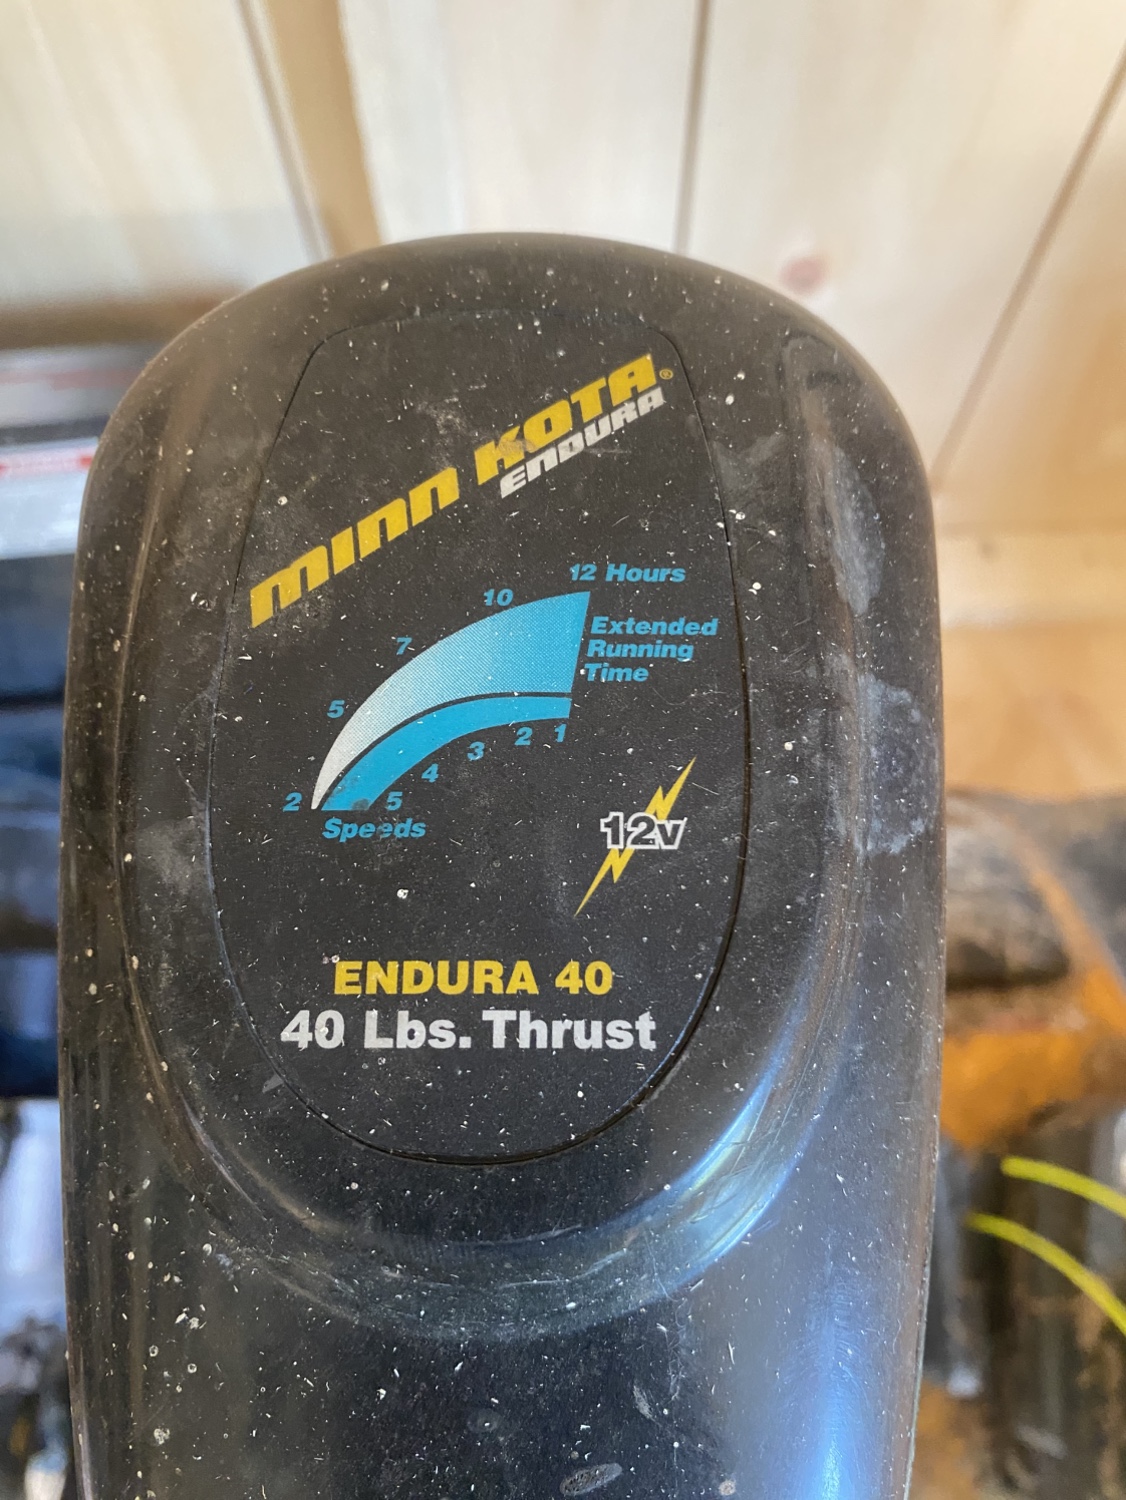 MINN KOTA®
ENDURA
12 Hours
10
7
5
2
Extended
Running
Time
1
2
3
4
5
Speeds
12v
ENDURA 40
40 Lbs. Thrust